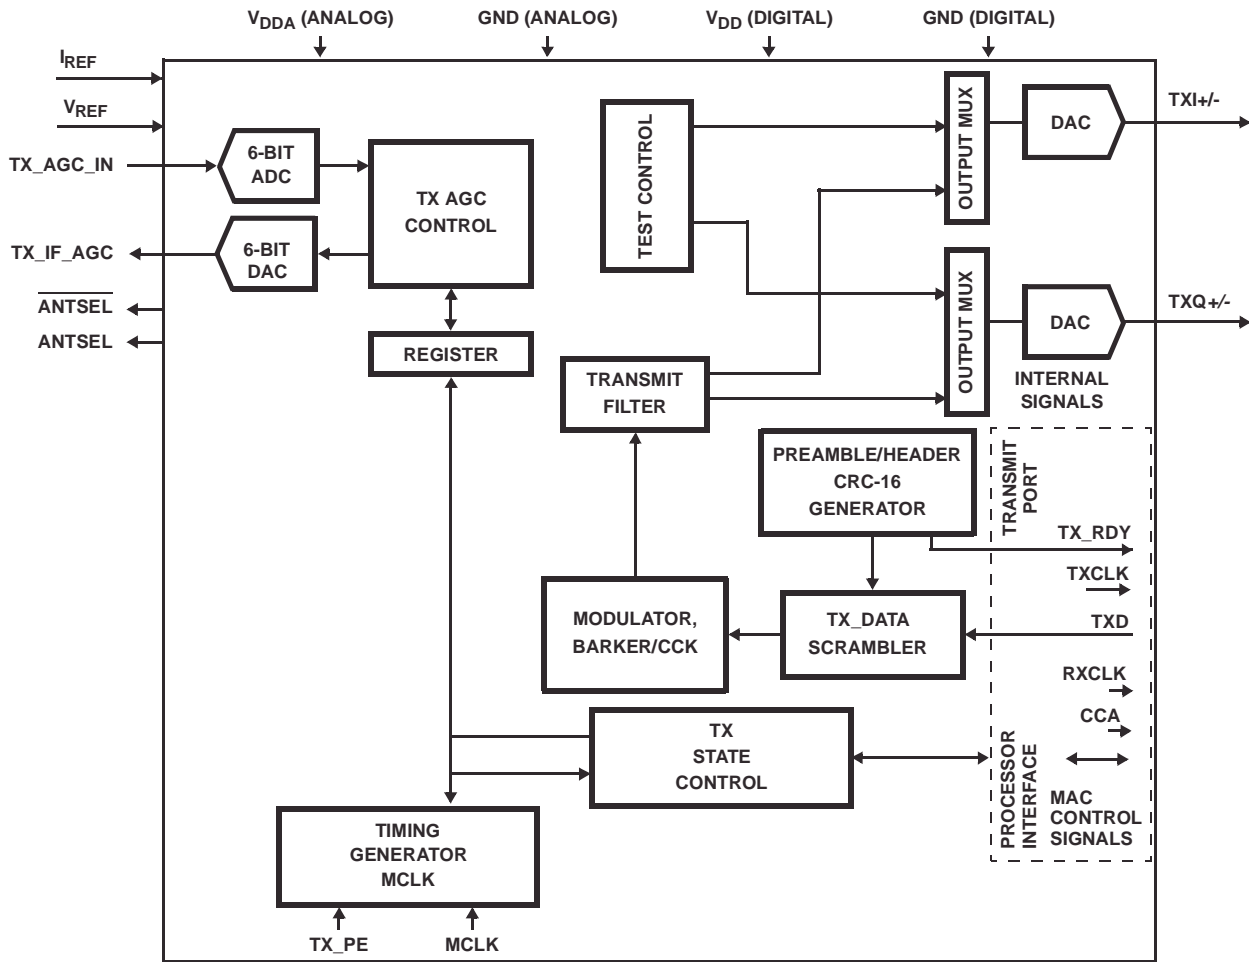 VDDA (ANALOG)
GND (ANALOG)
VDD (DIGITAL)
GND (DIGITAL)
IREF
VREF
TX_AGC_IN
6-BIT
ADC
TX AGC
CONTROL
TX_IF_AGC
6-BIT
DAC
ANTSEL
ANTSEL
REGISTER
TEST CONTROL
OUTPUT MUX
DAC
TXI+/-
OUTPUT MUX
DAC
TXQ+/-
INTERNAL
SIGNALS
TRANSMIT
FILTER
PREAMBLE/HEADER
CRC-16
GENERATOR
TRANSMIT
PORT
TX_RDY
TXCLK
TXD
MODULATOR,
BARKER/CCK
TX_DATA
SCRAMBLER
RXCLK
CCA
TX
STATE
CONTROL
PROCESSOR
INTERFACE
MAC
CONTROL
SIGNALS
TIMING
GENERATOR
MCLK
TX_PE
MCLK